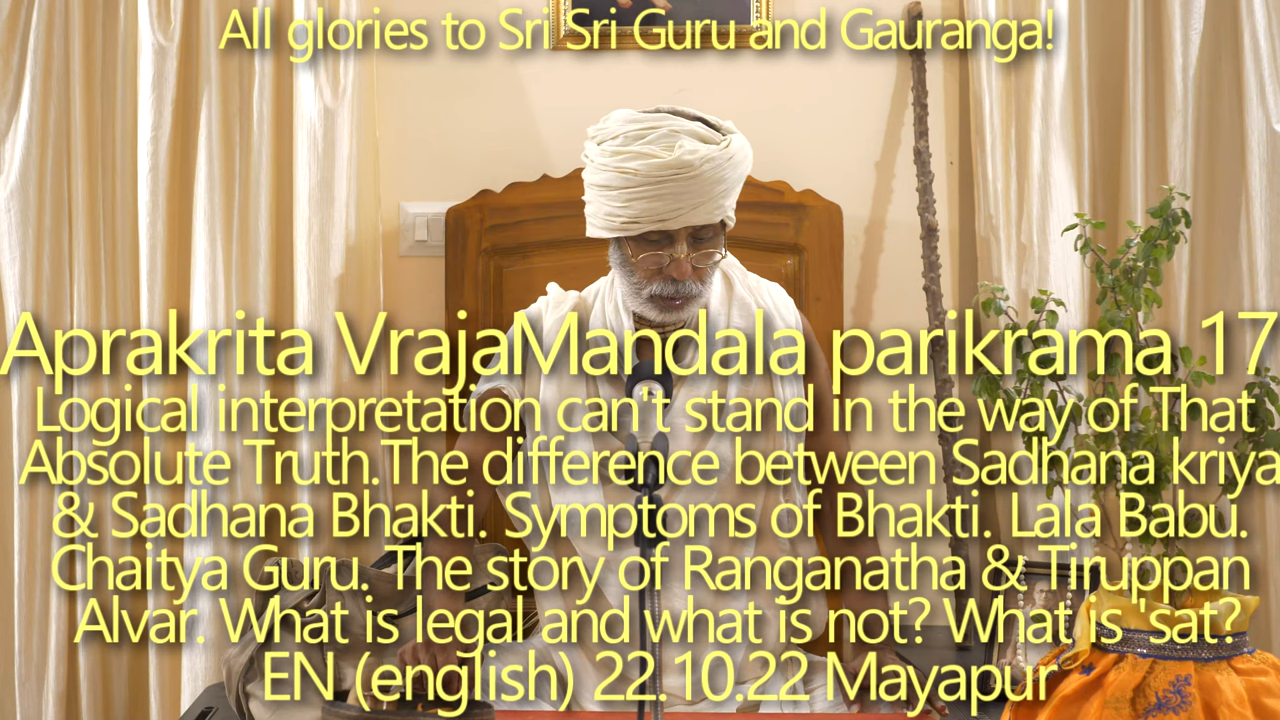 All glories to Sri Sri Guru and Gauranga!
Aprakrita VrajaMandala parikrama 17
Logical interpretation can't stand in the way of That
Absolute Truth.The difference between Sadhana kriya
& Sadhana Bhakti. Symptoms of Bhakti. Lala Babu.
Chaitya Guru. The story of Ranganatha & Tiruppan
Alvar. What is legal and what is not? What is 'sat?
EN (english) 22.10.22 Mayapur